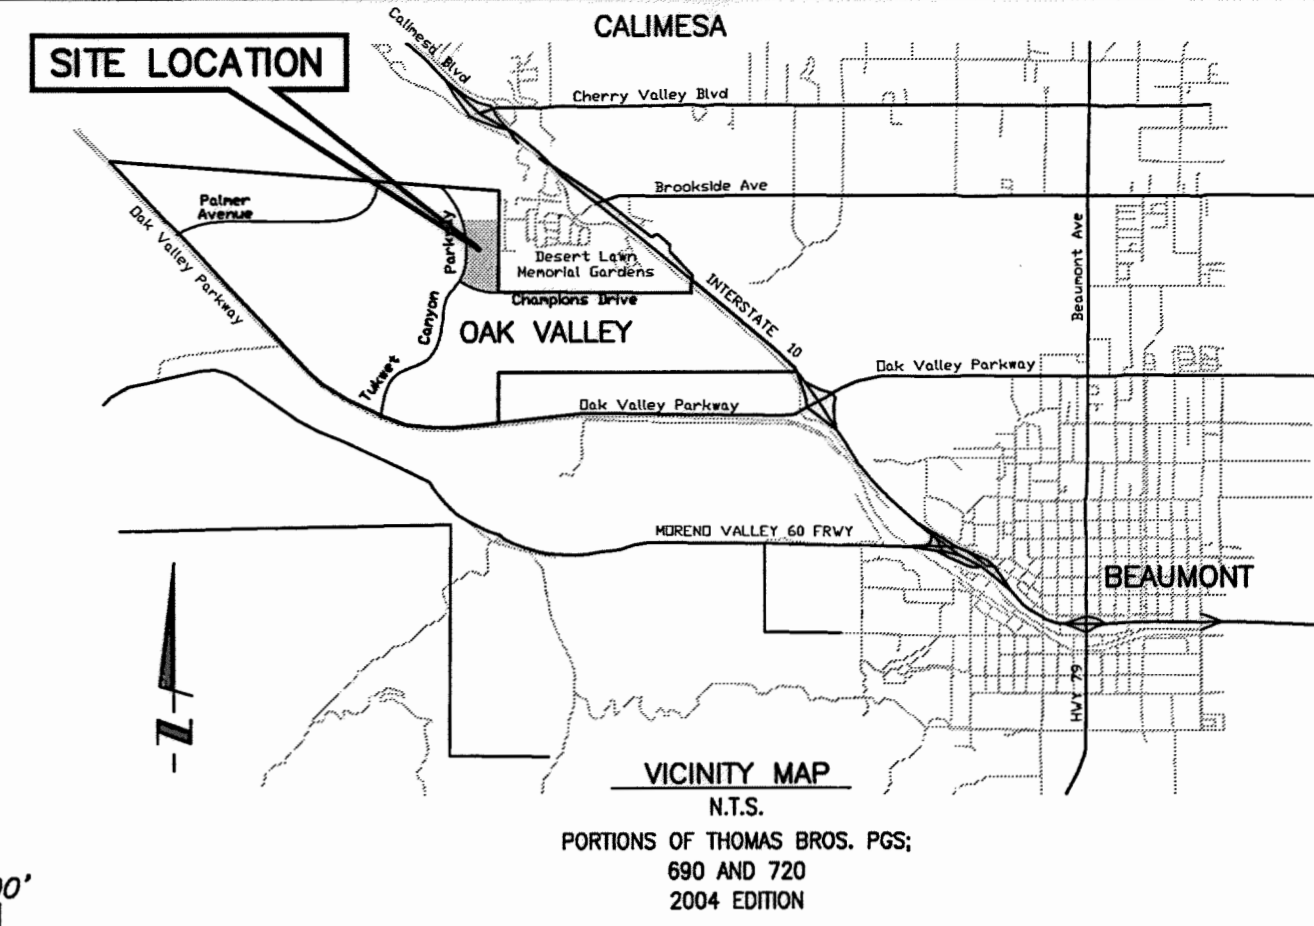 CALIMESA
Calimesa Blvd
SITE LOCATION
Cherry Valley Blvd
Brookside Ave
Palmer
Avenue
Oak Valley Parkway
Parkway
Canyon
Tukwet
Desert Lawn
Memorial Gardens
Champions Drive
OAK VALLEY
INTERSTATE 10
Beaumont Ave
Oak Valley Parkway
Oak Valley Parkway
MORENO VALLEY 60 FRWY
BEAUMONT
HWY 79
N
VICINITY MAP
N.T.S.
PORTIONS OF THOMAS BROS. PGS;
690 AND 720
2004 EDITION